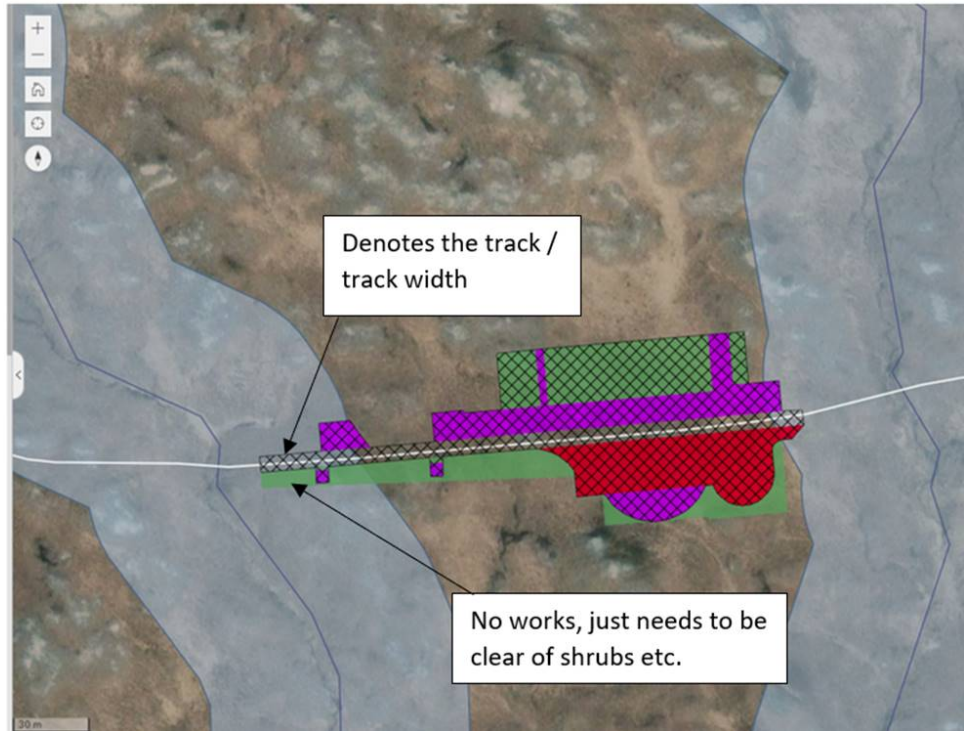 Denotes the track /
track width
No works, just needs to be
clear of shrubs etc.
30 m